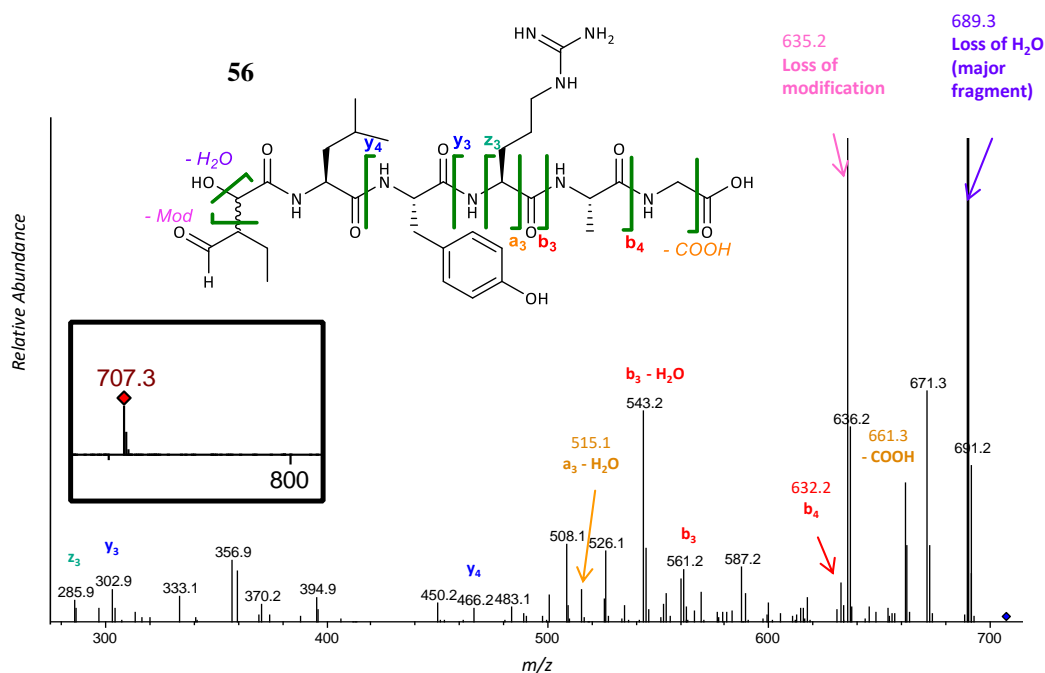 56
NH₂
HN
NH
635.2
Loss of
modification
689.3
Loss of H₂O
(major
fragment)
- H₂O
O
y₄
H
N
O
y₃
z₃
O
H
N
O
HO
N
H
O
N
H
O
N
H
OH
- Mod
O
a₃
b₃
b₄
- COOH
O
H
OH
Relative Abundance
707.3
800
b₃ - H₂O
543.2
515.1
a₃ - H₂O
636.2
661.3
- COOH
671.3
691.2
632.2
b₄
z₃
y₃
y₄
b₃
285.9
302.9
333.1
356.9
370.2
394.9
450.2
466.2
483.1
508.1
526.1
561.2
587.2
300
400
500
600
700
m/z